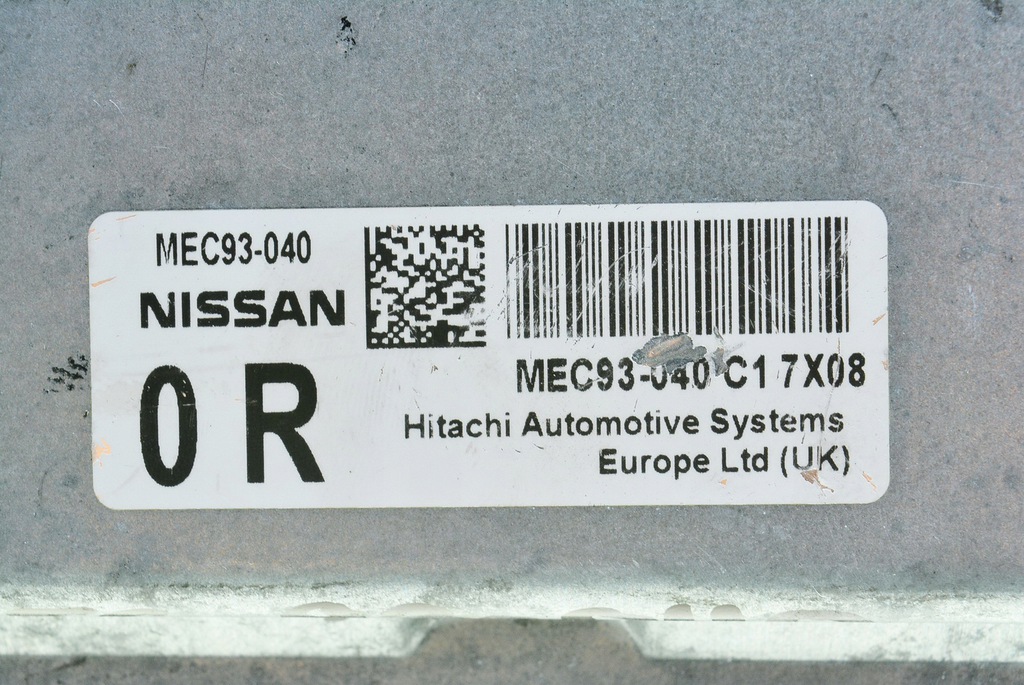 MEC93-040
NISSAN
0 R
MEC93-040 C1 7X08
Hitachi Automotive Systems
Europe Ltd (UK)